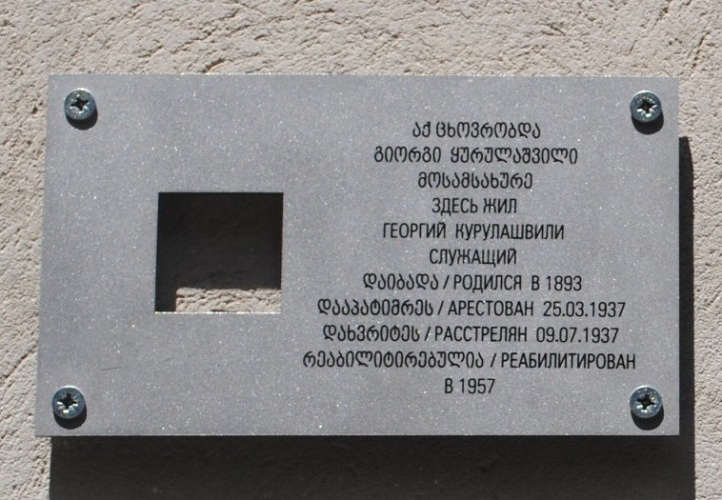 აქ ცხოვრობდა
გიორგი ყურულაშვილი
მოსამსახურე
ЗДЕСЬ ЖИЛ
ГЕОРГИЙ КУРУЛАШВИЛИ
СЛУЖАЩИЙ
დაიბადა / РОДИЛСЯ В 1893
დააპატიმრეს / АРЕСТОВАН 25.03.1937
დახვრიტეს / РАССТРЕЛЯН 09.07.1937
რეაბილიტირებულია / РЕАБИЛИТИРОВАН
В 1957